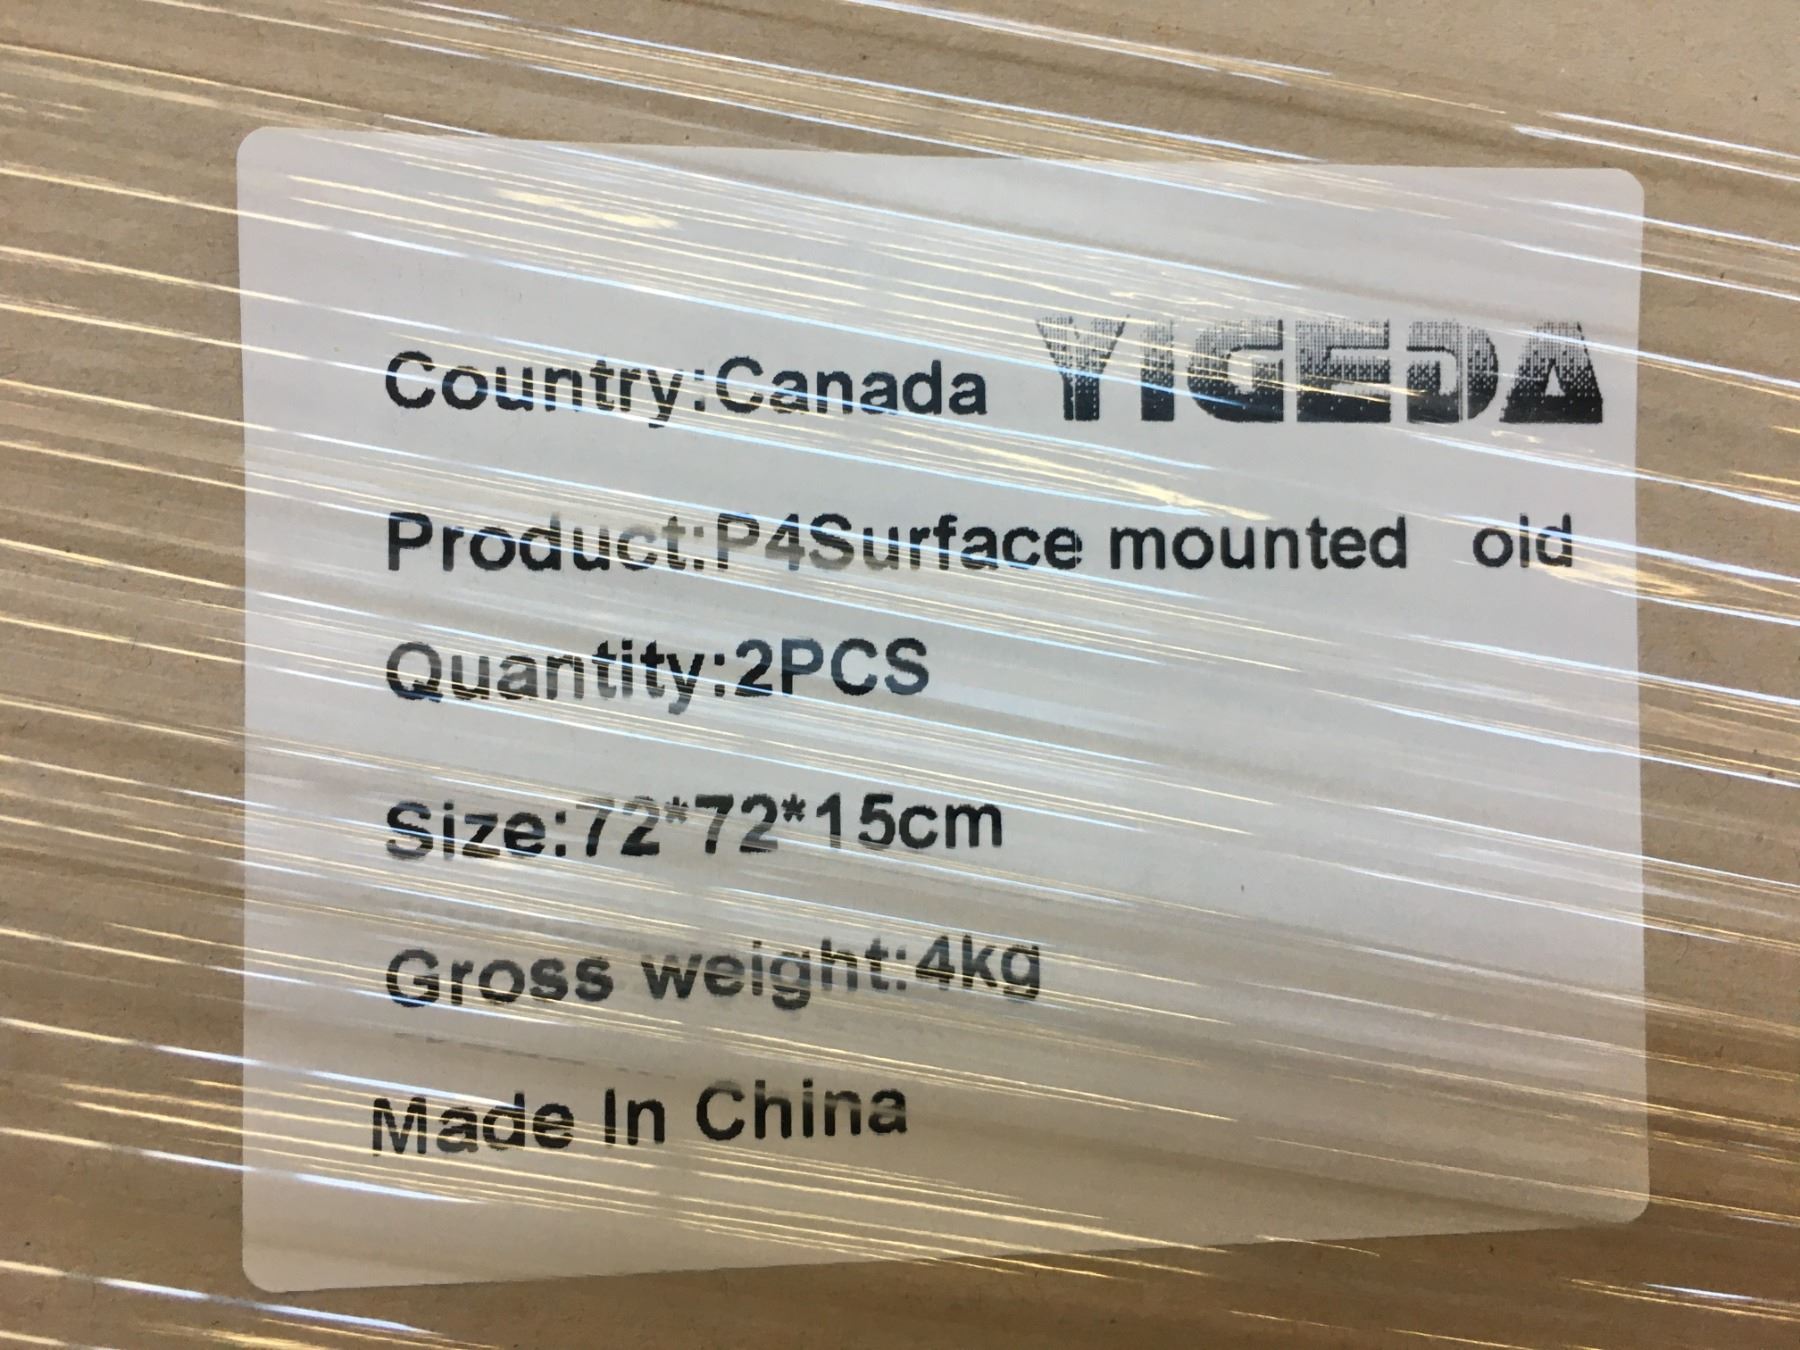 Country:Canada YIGEDA
Product:P4Surface mounted old
Quantity:2PCS
Size:72*72*15cm
Gross weight:4kg
Made In China